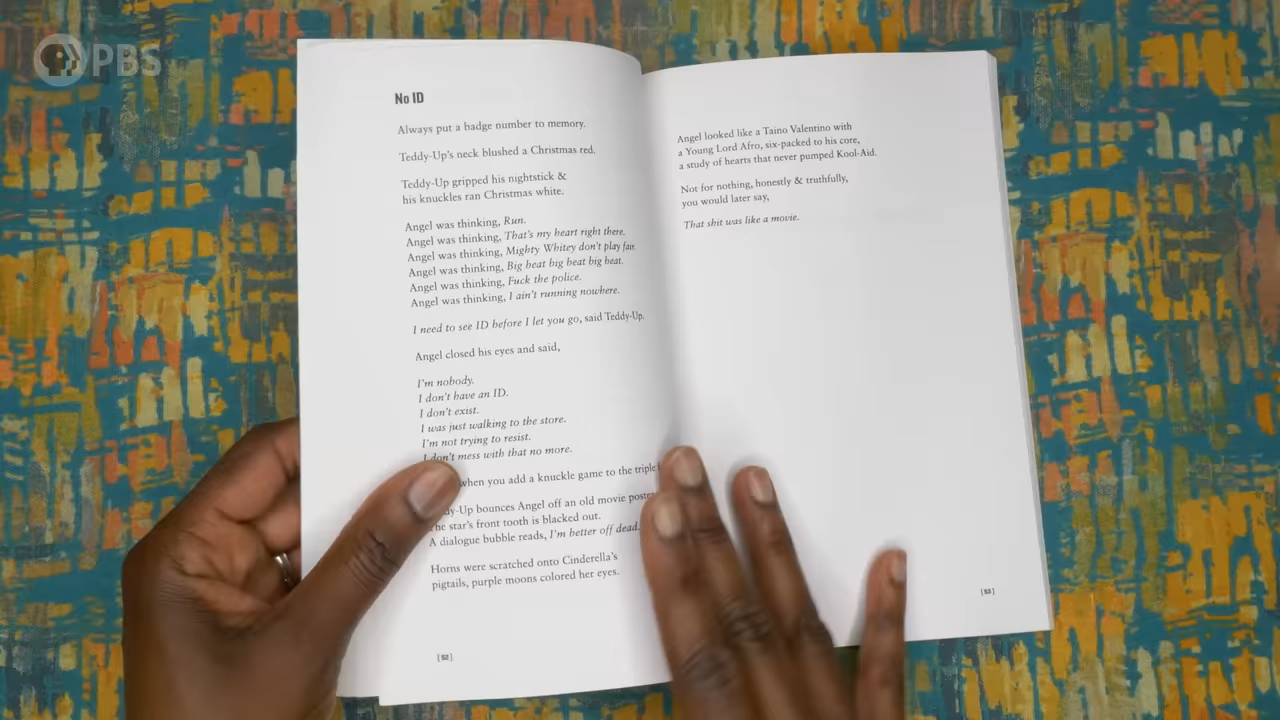 PBS
No ID
Always put a badge number to memory.
Teddy-Up's neck blushed a Christmas red.
Teddy-Up gripped his nightstick &
his knuckles ran Christmas white.
Angel was thinking, Run.
Angel was thinking, That's my heart right there.
Angel was thinking, Mighty Whitey don't play fair.
Angel was thinking, Big beat big beat big beat.
Angel was thinking, Fuck the police.
Angel was thinking, I ain't running nowhere.
I need to see ID before I let you go, said Teddy-Up.
Angel closed his eyes and said,
I'm nobody.
I don't have an ID.
I don't exist.
I was just walking to the store.
I'm not trying to resist.
I don't mess with that no more.
when you add a knuckle game to the triple
bounces Angel off an old movie poster
star's front tooth is blacked out.
A dialogue bubble reads, I'm better off dead.
Horns were scratched onto Cinderella's
pigtails, purple moons colored her eyes.
[52]
Angel looked like a Taino Valentino with
a Young Lord Afro, six-packed to his core,
a study of hearts that never pumped Kool-Aid.
Not for nothing, honestly & truthfully,
you would later say,
That shit was like a movie.
[53]